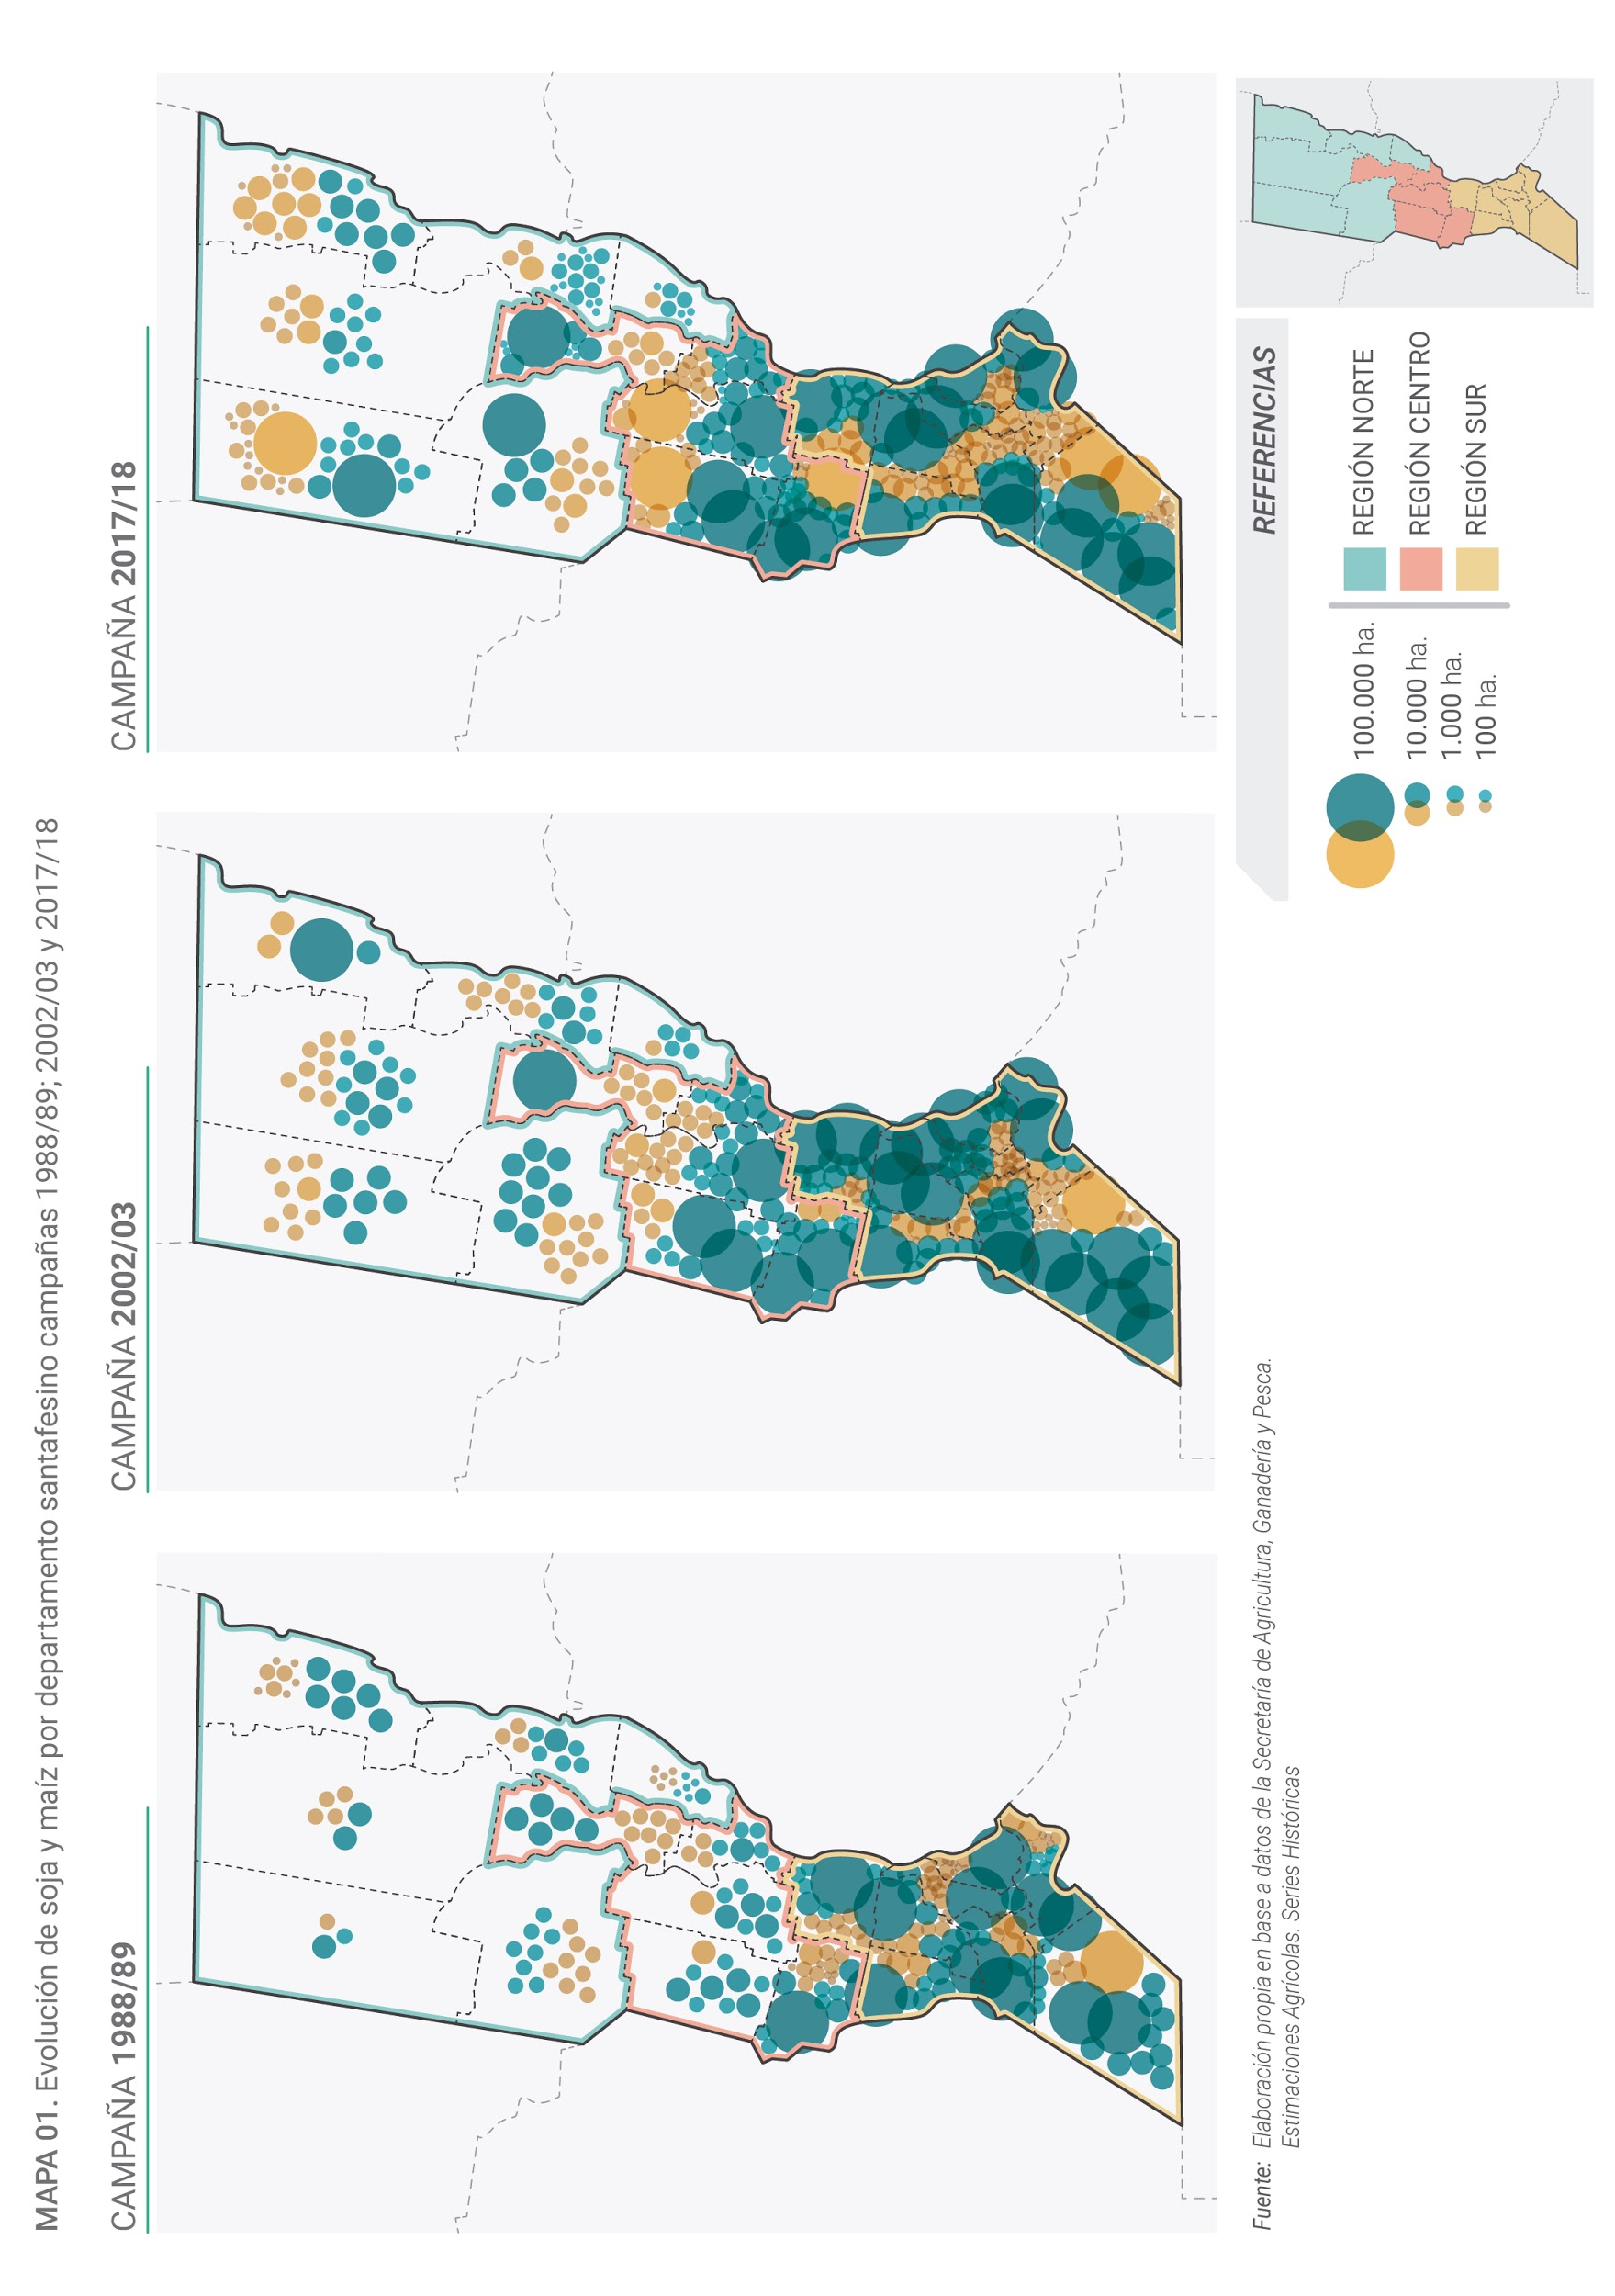 MAPA 01. Evolución de soja y maíz por departamento santafesino campañas 1988/89; 2002/03 y 2017/18
CAMPAÑA 1988/89
CAMPAÑA 2002/03
CAMPAÑA 2017/18
Fuente: Elaboración propia en base a datos de la Secretaría de Agricultura, Ganadería y Pesca.
Estimaciones Agrícolas. Series Históricas
REFERENCIAS
100.000 ha.
10.000 ha.
1.000 ha.
100 ha.
REGIÓN NORTE
REGIÓN CENTRO
REGIÓN SUR